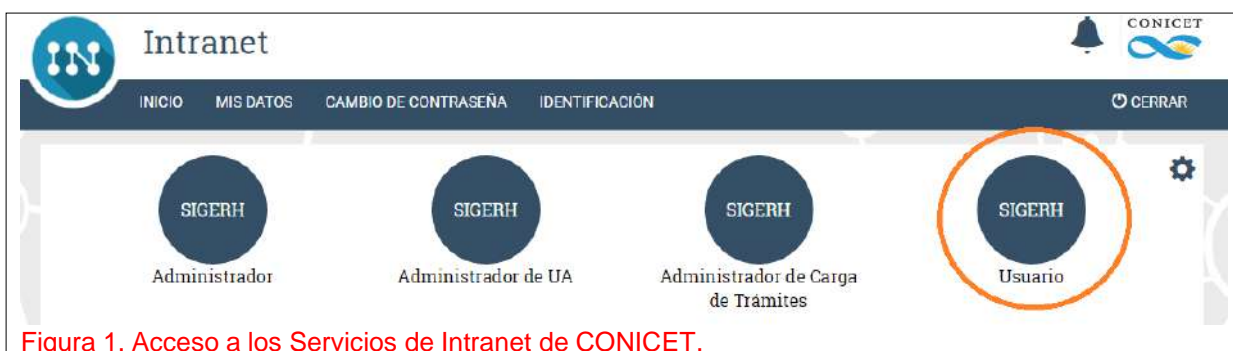 IN
Intranet
CONICET
INICIO MIS DATOS CAMBIO DE CONTRASEÑA IDENTIFICACIÓN CERRAR
SIGERH SIGERH SIGERH SIGERH
Administrador Administrador de UA Administrador de Carga Usuario
de Trámites
Figura 1. Acceso a los Servicios de Intranet de CONICET.